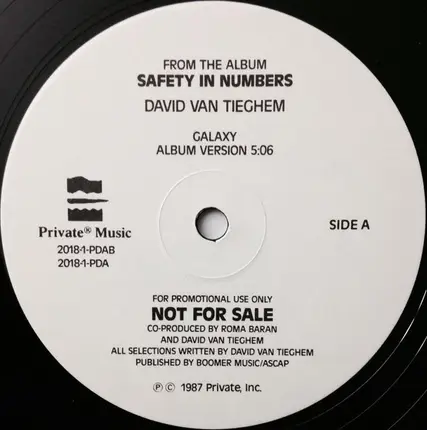 FROM THE ALBUM
SAFETY IN NUMBERS
DAVID VAN TIEGHEM
GALAXY
ALBUM VERSION 5:06
Private® Music
2018-1-PDAB
2018-1-PDA
SIDE A
FOR PROMOTIONAL USE ONLY
NOT FOR SALE
CO-PRODUCED BY ROMA BARAN
AND DAVID VAN TIEGHEM
ALL SELECTIONS WRITTEN BY DAVID VAN TIEGHEM
PUBLISHED BY BOOMER MUSIC/ASCAP
℗ © 1987 Private, Inc.